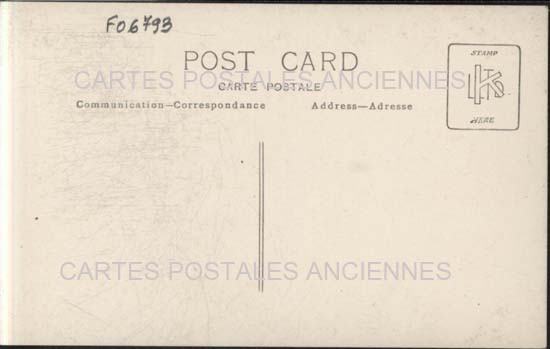 F06793
POST CARD
CARTES POSTALES ANCIENNES
CARTE POSTALE
Communication—Correspondance
Address—Adresse
STAMP
HERE
CARTES POSTALES ANCIENNES